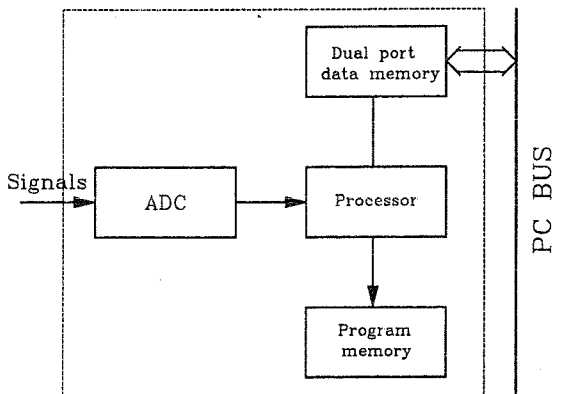 Dual port
data memory
Signals
ADC
Processor
PC BUS
Program
memory